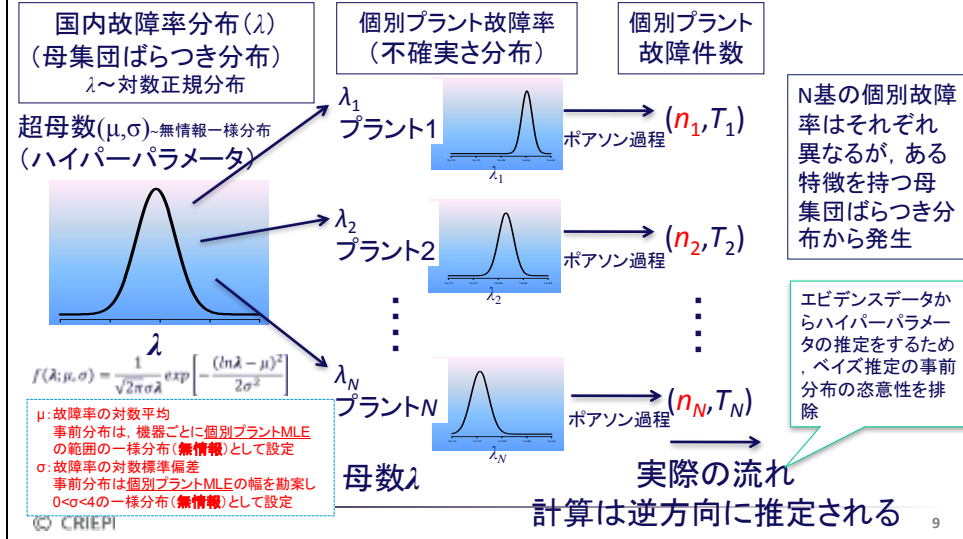 国内故障率分布(λ)
(母集団ばらつき分布)
λ～対数正規分布
個別プラント故障率
(不確実さ分布)
個別プラント
故障件数
超母数(μ,σ)~無情報一様分布
(ハイパーパラメータ)
λ
f(λ;μ,σ) = 1/(√2πσλ) exp[-(lnλ − μ)²/2σ²]
μ:故障率の対数平均
事前分布は，機器ごとに個別プラントMLE
の範囲の一様分布(無情報)として設定
σ:故障率の対数標準偏差
事前分布は個別プラントMLEの幅を勘案し
0<σ<4の一様分布(無情報)として設定
λ1
プラント1
λ1
ポアソン過程
(n1,T1)
λ2
プラント2
λ2
ポアソン過程
(n2,T2)
λN
プラントN
λN
ポアソン過程
(nN,TN)
母数λ
N基の個別故障
率はそれぞれ
異なるが，ある
特徴を持つ母
集団ばらつき分
布から発生
エビデンスデータか
らハイパーパラメー
タの推定をするため
，ベイズ推定の事前
分布の恣意性を排
除
実際の流れ
計算は逆方向に推定される
© CRIEPI
9